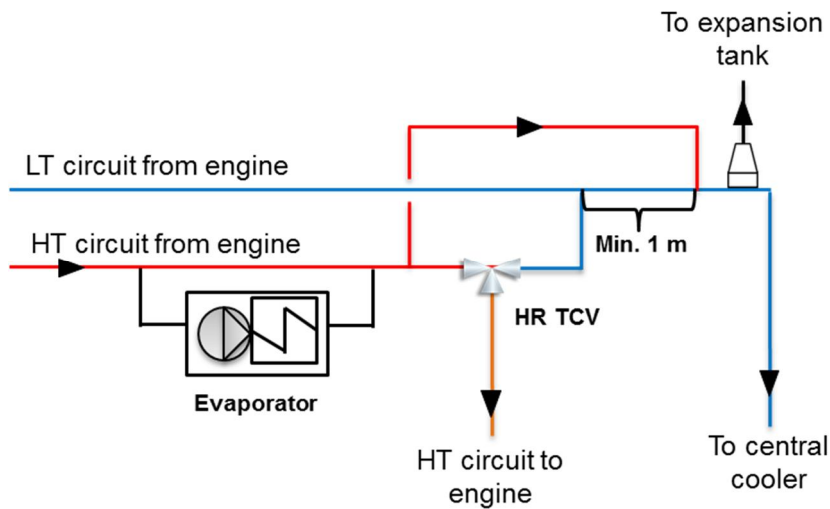 To expansion
tank
LT circuit from engine
HT circuit from engine
Min. 1 m
HR TCV
Evaporator
HT circuit to
engine
To central
cooler